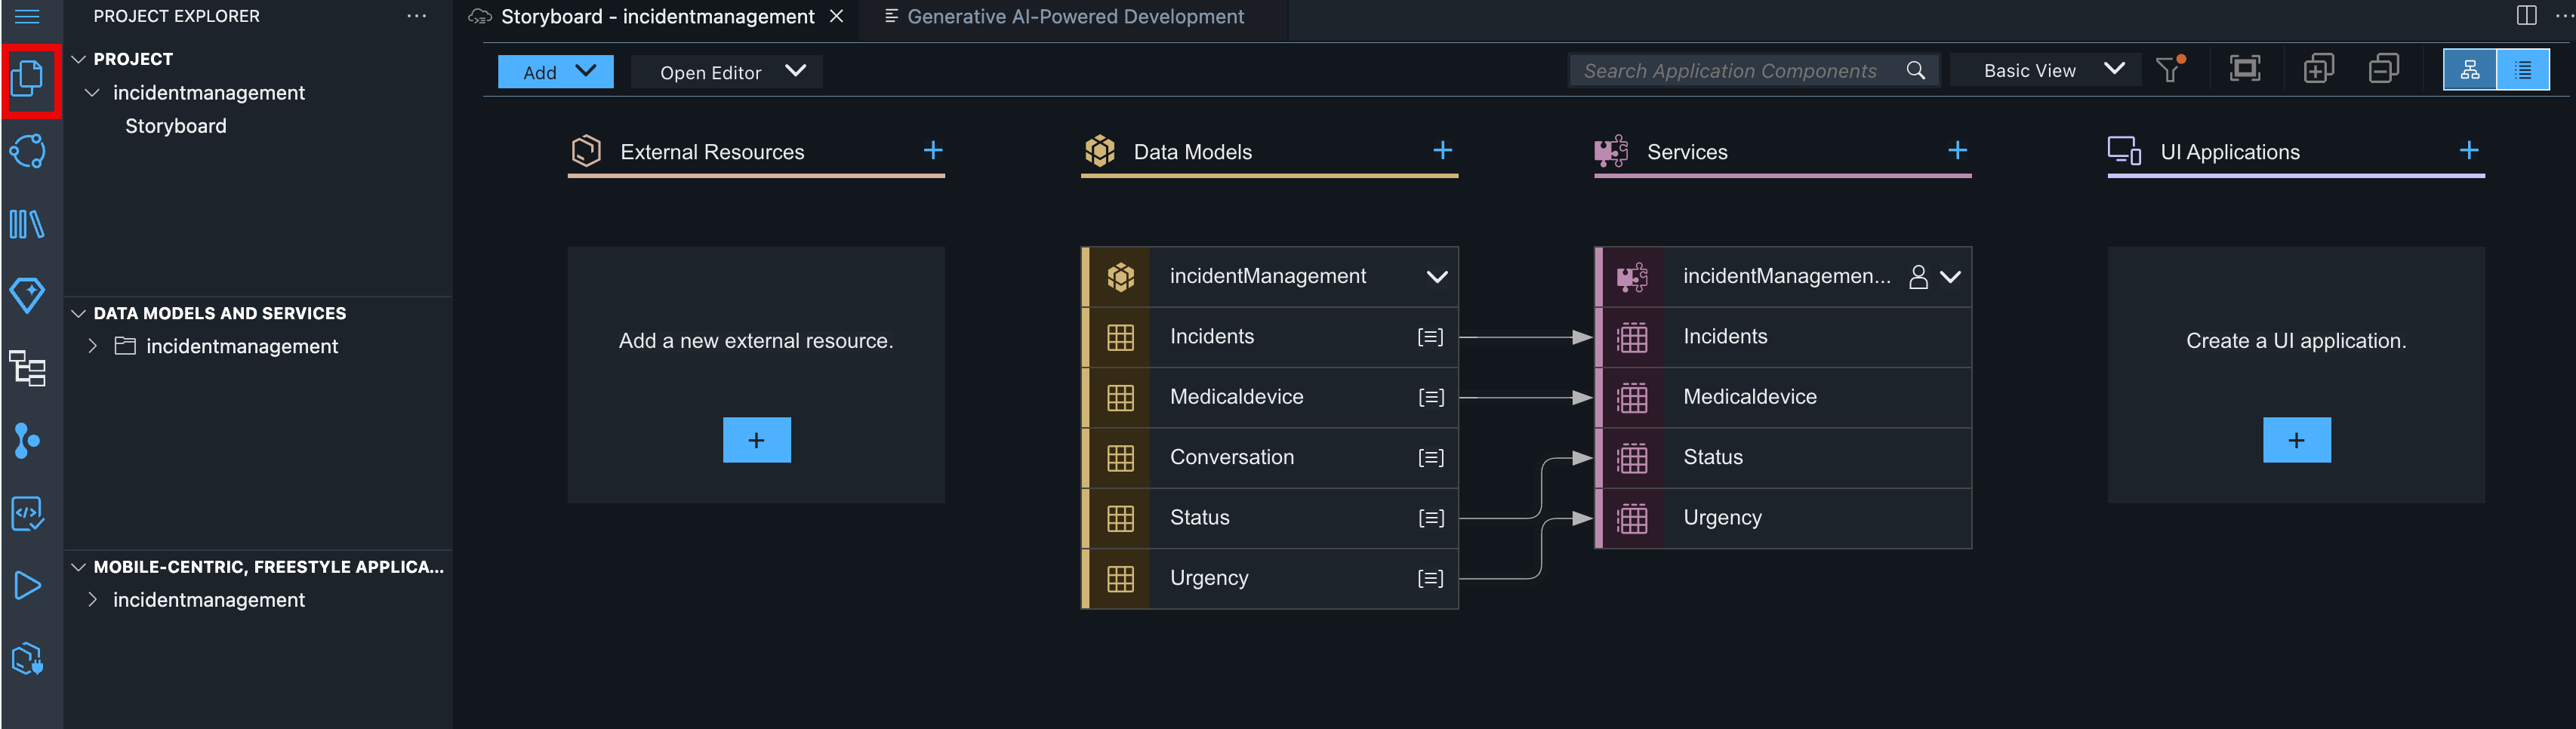 PROJECT EXPLORER
PROJECT
incidentmanagement
Storyboard
DATA MODELS AND SERVICES
incidentmanagement
MOBILE-CENTRIC, FREESTYLE APPLICA...
incidentmanagement
Storyboard - incidentmanagement
Generative AI-Powered Development
Add
Open Editor
Search Application Components
Basic View
External Resources
Add a new external resource.
Data Models
incidentManagement
Incidents
Medicaldevice
Conversation
Status
Urgency
Services
incidentManagemen...
Incidents
Medicaldevice
Status
Urgency
UI Applications
Create a UI application.